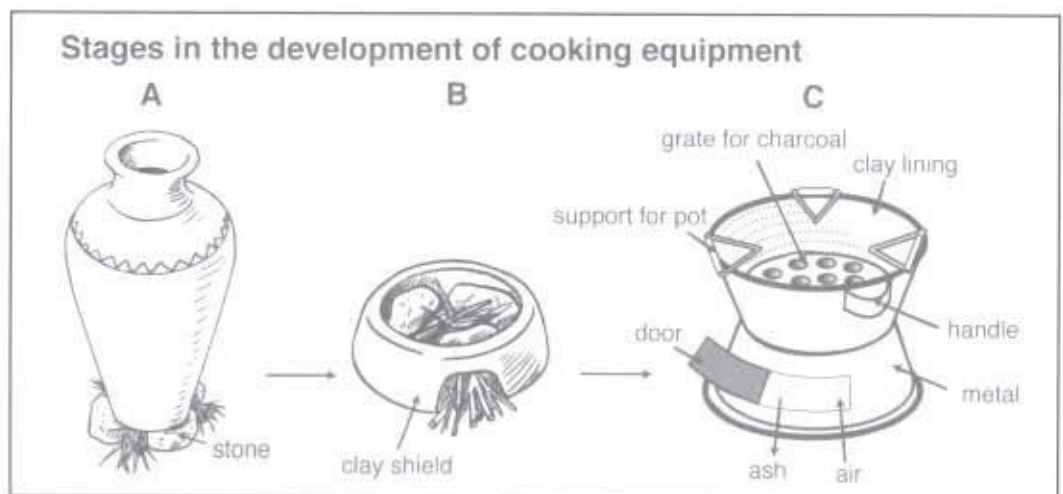 Stages in the development of cooking equipment
A
B
C
grate for charcoal
clay lining
support for pot
door
handle
metal
stone
clay shield
ash
air